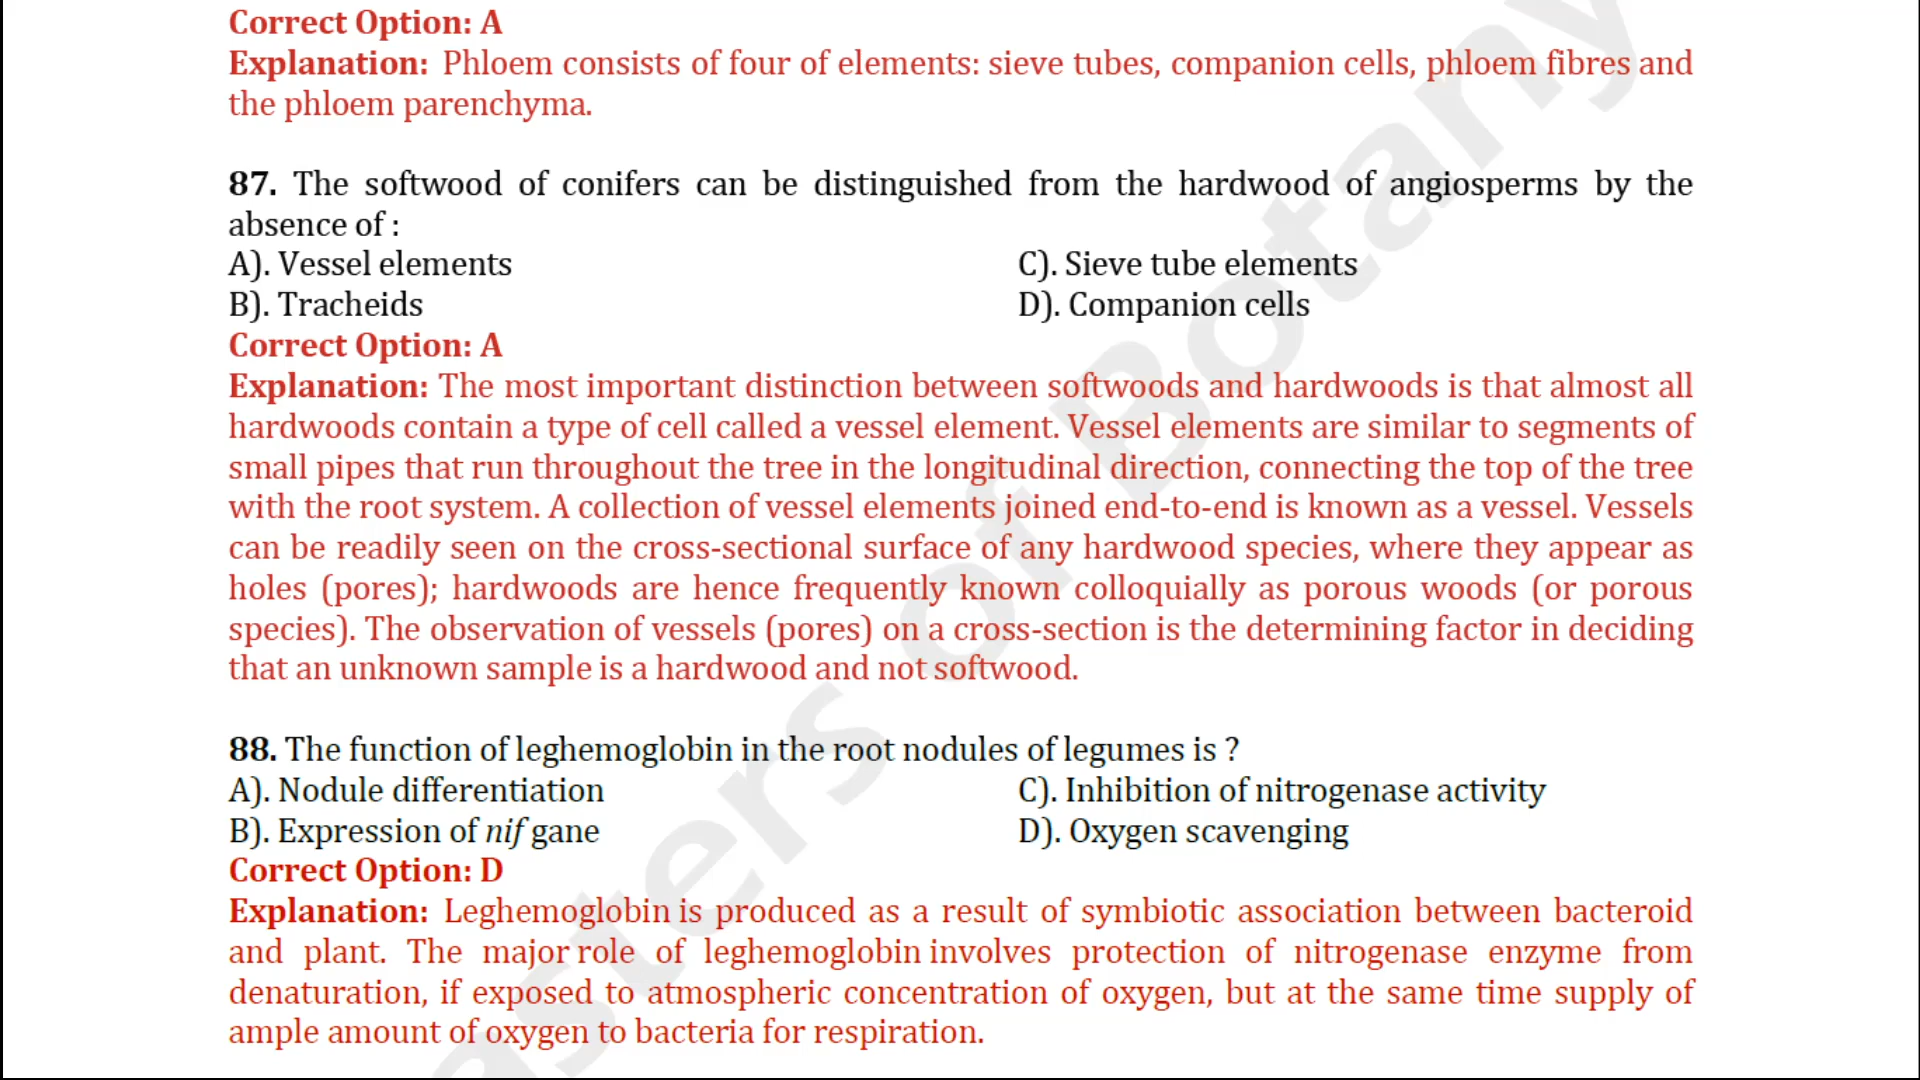 Correct Option: A
Explanation: Phloem consists of four of elements: sieve tubes, companion cells, phloem fibres and
the phloem parenchyma.
87. The softwood of conifers can be distinguished from the hardwood of angiosperms by the
absence of :
A). Vessel elements
C). Sieve tube elements
B). Tracheids
D). Companion cells
Correct Option: A
Explanation: The most important distinction between softwoods and hardwoods is that almost all
hardwoods contain a type of cell called a vessel element. Vessel elements are similar to segments of
small pipes that run throughout the tree in the longitudinal direction, connecting the top of the tree
with the root system. A collection of vessel elements joined end-to-end is known as a vessel. Vessels
can be readily seen on the cross-sectional surface of any hardwood species, where they appear as
holes (pores); hardwoods are hence frequently known colloquially as porous woods (or porous
species). The observation of vessels (pores) on a cross-section is the determining factor in deciding
that an unknown sample is a hardwood and not softwood.
88. The function of leghemoglobin in the root nodules of legumes is ?
A). Nodule differentiation
C). Inhibition of nitrogenase activity
B). Expression of nif gane
D). Oxygen scavenging
Correct Option: D
Explanation: Leghemoglobin is produced as a result of symbiotic association between bacteroid
and plant. The major role of leghemoglobin involves protection of nitrogenase enzyme from
denaturation, if exposed to atmospheric concentration of oxygen, but at the same time supply of
ample amount of oxygen to bacteria for respiration.
asters of Botany